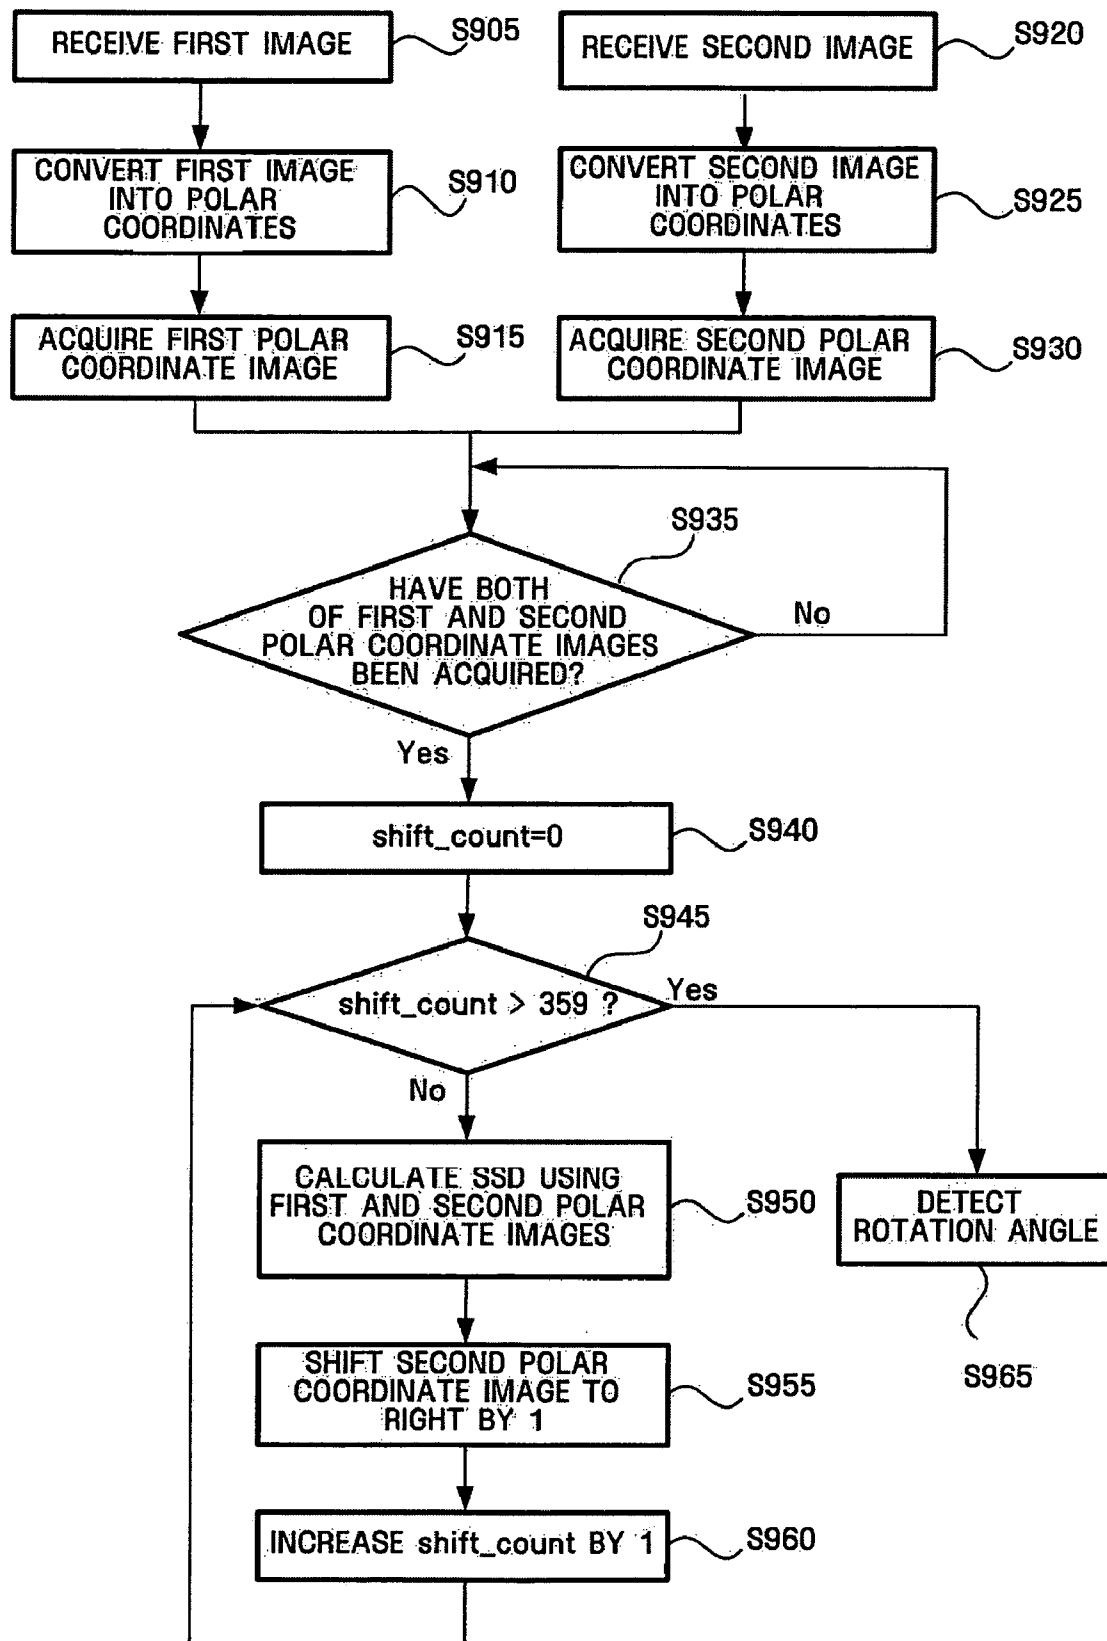 RECEIVE FIRST IMAGE
S905
RECEIVE SECOND IMAGE
S920
CONVERT FIRST IMAGE
INTO POLAR
COORDINATES
S910
CONVERT SECOND IMAGE
INTO POLAR
COORDINATES
S925
ACQUIRE FIRST POLAR
COORDINATE IMAGE
S915
ACQUIRE SECOND POLAR
COORDINATE IMAGE
S930
S935
HAVE BOTH
OF FIRST AND SECOND
POLAR COORDINATE IMAGES
BEEN ACQUIRED?
No
Yes
shift_count=0
S940
S945
shift_count > 359 ?
Yes
No
CALCULATE SSD USING
FIRST AND SECOND POLAR
COORDINATE IMAGES
S950
DETECT
ROTATION ANGLE
S965
SHIFT SECOND POLAR
COORDINATE IMAGE TO
RIGHT BY 1
S955
INCREASE shift_count BY 1
S960